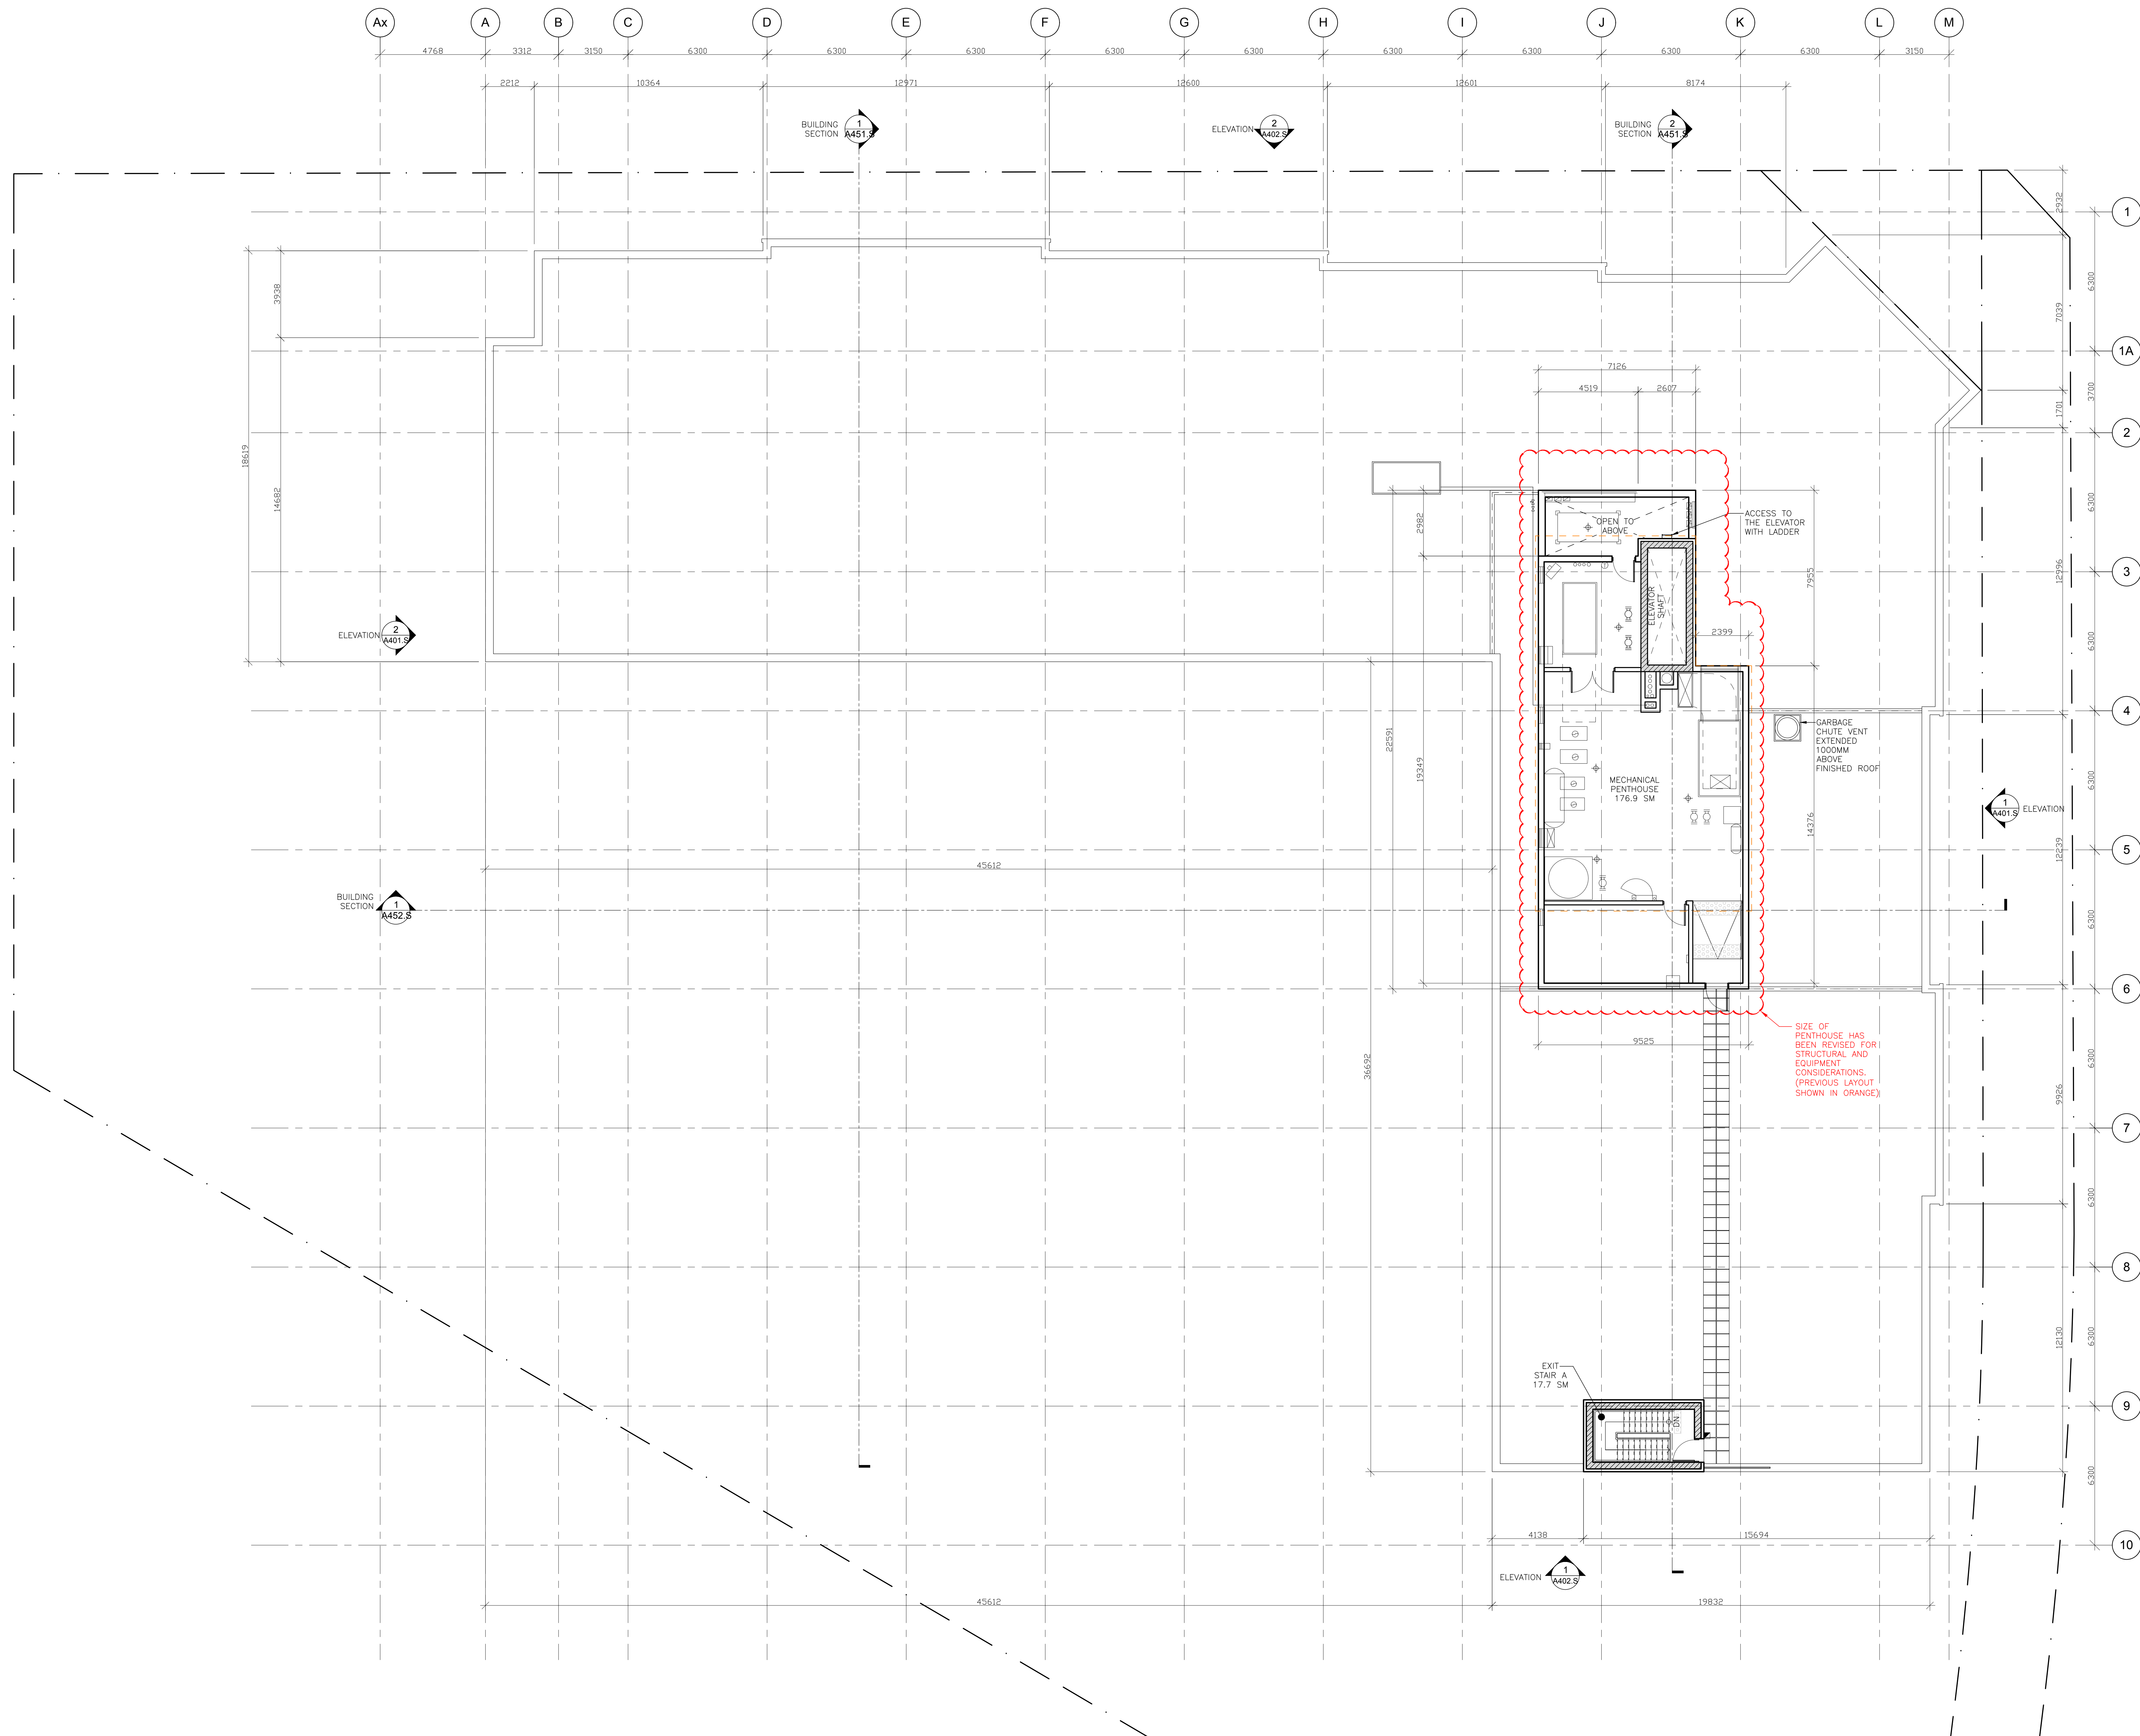 Ax A B C D E F G H I J K L M
4768 3312 3150 6300 6300 6300 6300 6300 6300 6300 6300 6300 3150
2212 10364 12971 12600 12601 8174
BUILDING
SECTION
1
A451.S
ELEVATION
2
A402.S
BUILDING
SECTION
2
A451.S
1
1A
2
3
4
5
6
7
8
9
10
6300
3700
6300
6300
6300
6300
6300
6300
6300
6300
2932
7039
1701
12996
12239
9926
12130
3938
18619
14682
7126
4519 2607
2982
7955
2399
22591
19349
14376
OPEN TO
ABOVE
ACCESS TO
THE ELEVATOR
WITH LADDER
ELEVATOR
SHAFT
ELEVATION
2
A401.S
GARBAGE
CHUTE VENT
EXTENDED
1000MM
ABOVE
FINISHED ROOF
MECHANICAL
PENTHOUSE
176.9 SM
1
A401.S
ELEVATION
45612
BUILDING
SECTION
1
A452.S
SIZE OF
PENTHOUSE HAS
BEEN REVISED FOR
STRUCTURAL AND
EQUIPMENT
CONSIDERATIONS.
(PREVIOUS LAYOUT
SHOWN IN ORANGE)
9525
36692
EXIT
STAIR A
17.7 SM
DN
4138 15694
ELEVATION
1
A402.S
45612 19832